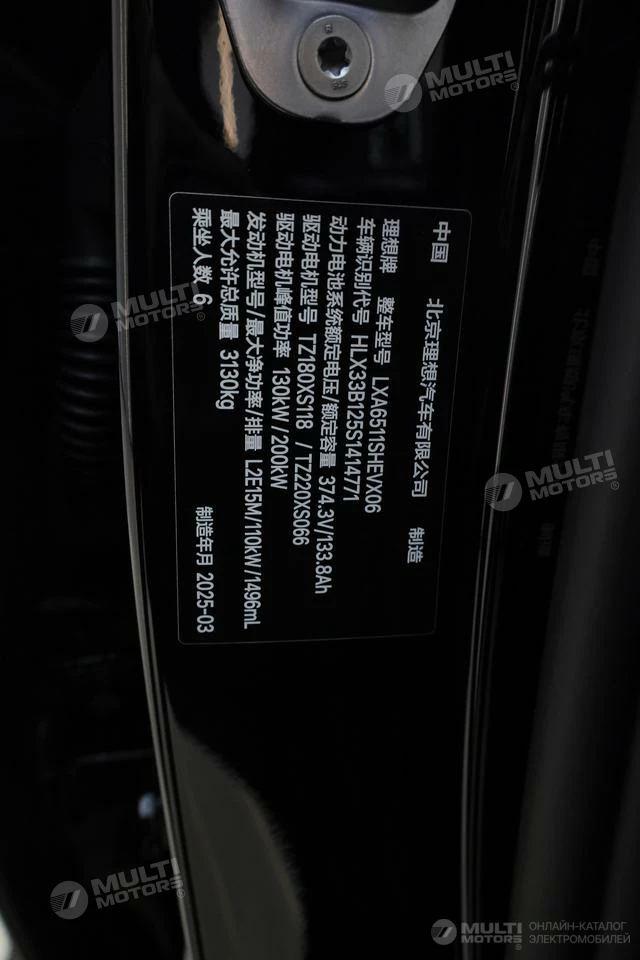 中国 北京理想汽车有限公司 制造
理想牌 整车型号 LXA6511SHEVX06
车辆识别代号 HLX33B125S1414771
动力电池系统额定电压/额定容量 374.3V/133.8Ah
驱动电机型号 TZ180XS118 / TZ220XS066
驱动电机峰值功率 130kW/200kW
发动机型号/最大净功率/排量 L2E15M/110kW/1496mL
最大允许总质量 3130kg
乘坐人数 6 制造年月 2025-03
MULTI
MOTORS®
MULTI
MOTORS®
MULTI
MOTORS®
MULTI
MOTORS®
MULTI
MOTORS®
ОНЛАЙН-КАТАЛОГ
ЭЛЕКТРОМОБИЛЕЙ